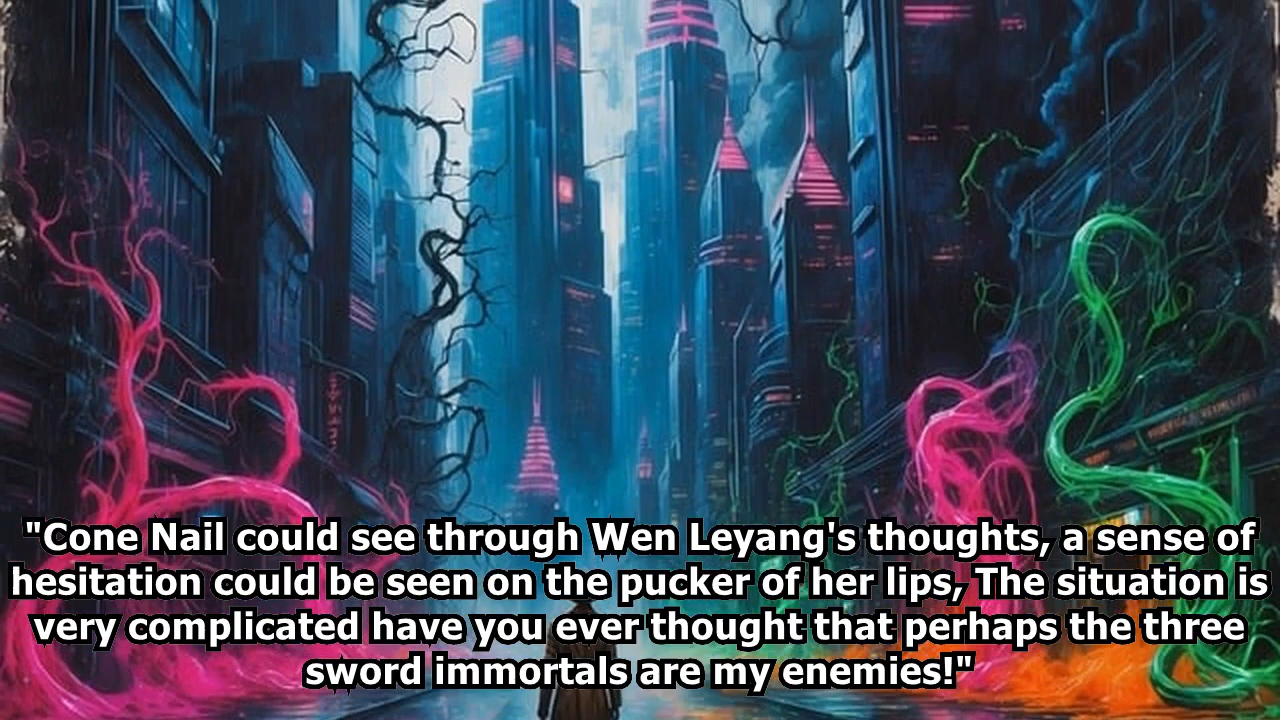 "Cone Nail could see through Wen Leyang's thoughts, a sense of
hesitation could be seen on the pucker of her lips, The situation is
very complicated have you ever thought that perhaps the three
sword immortals are my enemies!"